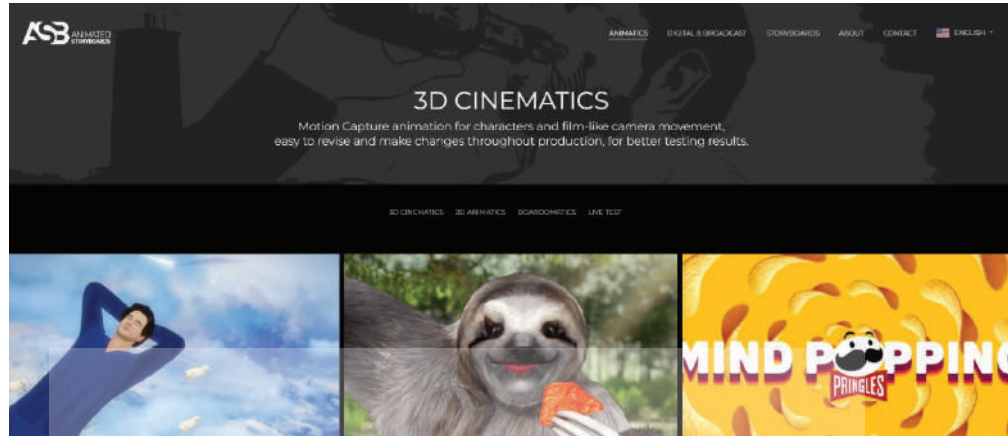 ASB ANIMATED
STORYBOARDS
ANIMATICS DIGITAL & BROADCAST STORYBOARDS ABOUT CONTACT ENGLISH
3D CINEMATICS
Motion Capture animation for characters and film-like camera movement,
easy to revise and make changes throughout production, for better testing results.
3D CINEMATICS 3D ANIMATICS BOARDOMATICS LIVE TEST
MIND POPPING
PRINGLES